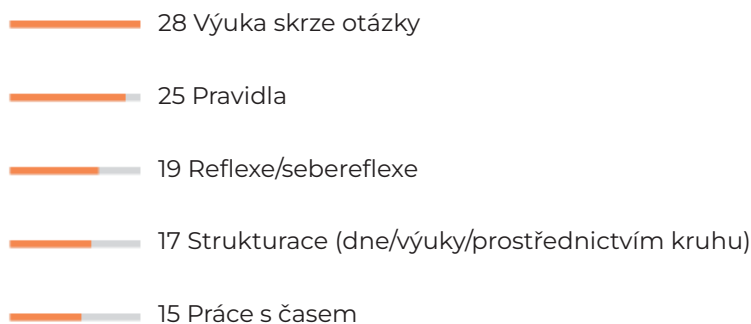 28 Výuka skrze otázky
25 Pravidla
19 Reflexe/sebereflexe
17 Strukturace (dne/výuky/prostřednictvím kruhu)
15 Práce s časem